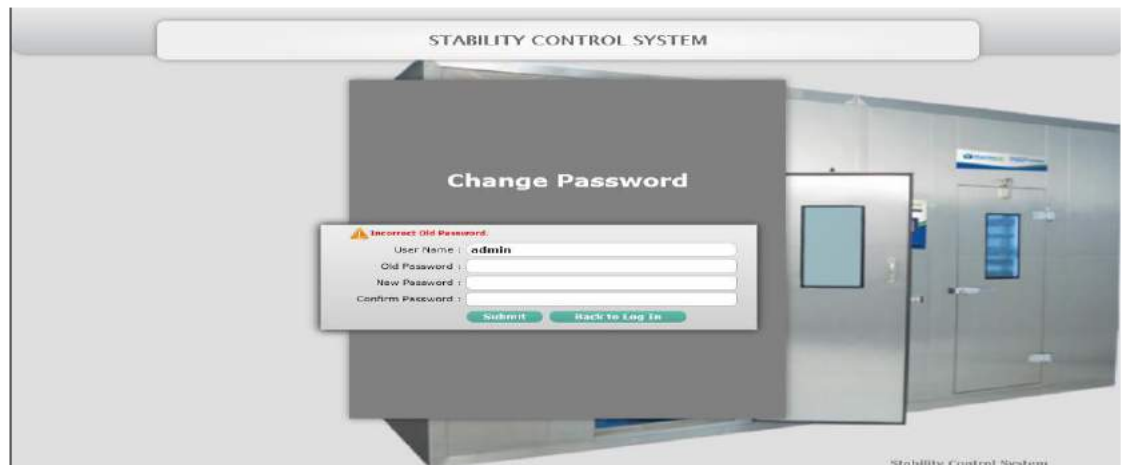 STABILITY CONTROL SYSTEM
Change Password
Incorrect Old Password.
User Name : admin
Old Password :
New Password :
Confirm Password :
Submit Back to Log In
Stability Control System